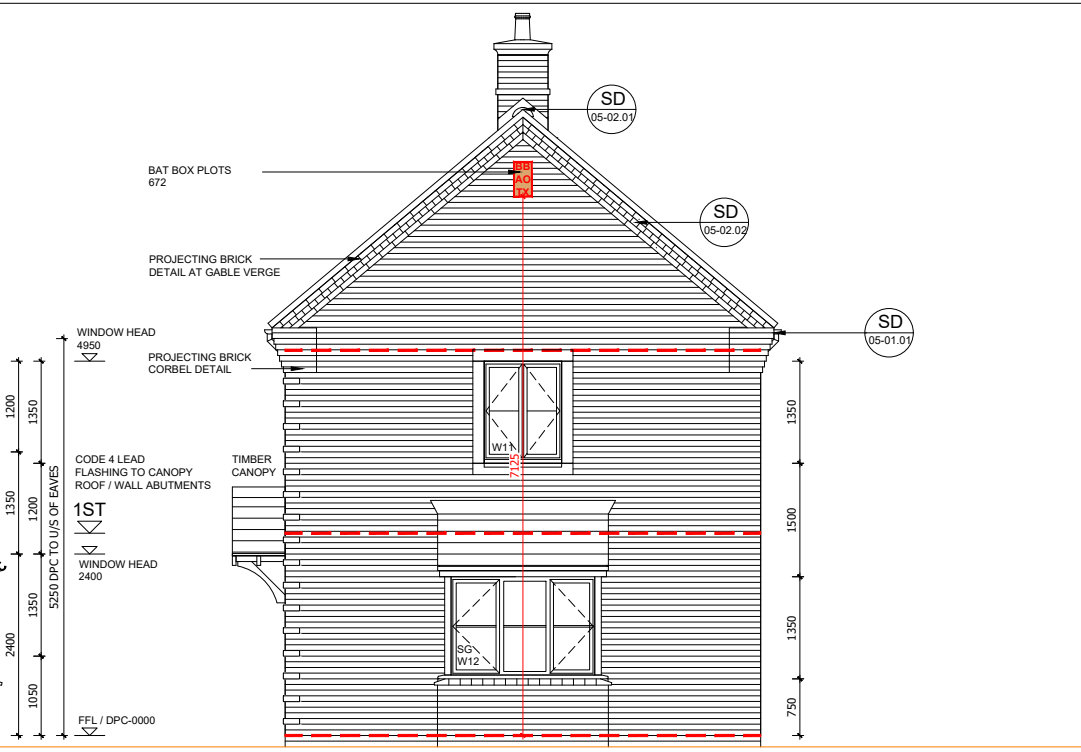 SD
05-02.01
BAT BOX PLOTS
672
BB
AO
TX
SD
05-02.02
PROJECTING BRICK
DETAIL AT GABLE VERGE
SD
05-01.01
WINDOW HEAD
4950
PROJECTING BRICK
CORBEL DETAIL
1200
1350
1350
W11
7125
CODE 4 LEAD
FLASHING TO CANOPY
ROOF / WALL ABUTMENTS
TIMBER
CANOPY
1350
1200
5250 DPC TO U/S OF EAVES
1ST
1500
WINDOW HEAD
2400
2400
1350
1350
SG
W12
1050
750
FFL / DPC-0000